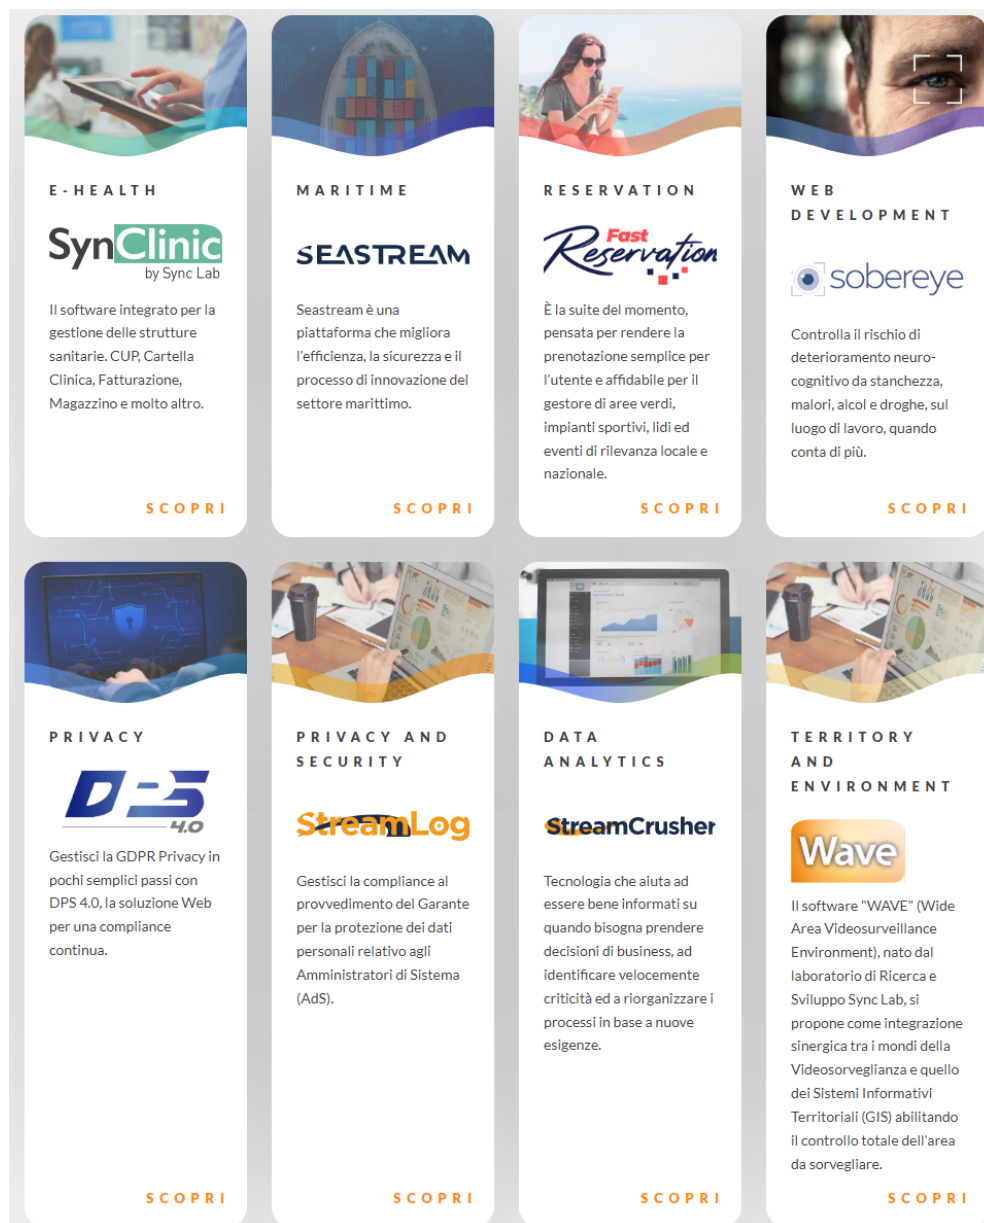 E-HEALTH
SynClinic
by Sync Lab
Il software integrato per la
gestione delle strutture
sanitarie. CUP, Cartella
Clinica, Fatturazione,
Magazzino e molto altro.
SCOPRI
MARITIME
SEASTREAM
Seastream è una
piattaforma che migliora
l'efficienza, la sicurezza e il
processo di innovazione del
settore marittimo.
SCOPRI
RESERVATION
Fast
Reservation
È la suite del momento,
pensata per rendere la
prenotazione semplice per
l'utente e affidabile per il
gestore di aree verdi,
impianti sportivi, lidi ed
eventi di rilevanza locale e
nazionale.
SCOPRI
WEB
DEVELOPMENT
sobereye
Controlla il rischio di
deterioramento neuro-
cognitivo da stanchezza,
malori, alcol e droghe, sul
luogo di lavoro, quando
conta di più.
SCOPRI
PRIVACY
DPS
4.0
Gestisci la GDPR Privacy in
pochi semplici passi con
DPS 4.0, la soluzione Web
per una compliance
continua.
SCOPRI
PRIVACY AND
SECURITY
StreamLog
Gestisci la compliance al
provvedimento del Garante
per la protezione dei dati
personali relativo agli
Amministratori di Sistema
(AdS).
SCOPRI
DATA
ANALYTICS
StreamCrusher
Tecnologia che aiuta ad
essere bene informati su
quando bisogna prendere
decisioni di business, ad
identificare velocemente
criticità ed a riorganizzare i
processi in base a nuove
esigenze.
SCOPRI
TERRITORY
AND
ENVIRONMENT
Wave
Il software "WAVE" (Wide
Area Videosurveillance
Environment), nato dal
laboratorio di Ricerca e
Sviluppo Sync Lab, si
propone come integrazione
sinergica tra i mondi della
Videosorveglianza e quello
dei Sistemi Informativi
Territoriali (GIS) abilitando
il controllo totale dell'area
da sorvegliare.
SCOPRI